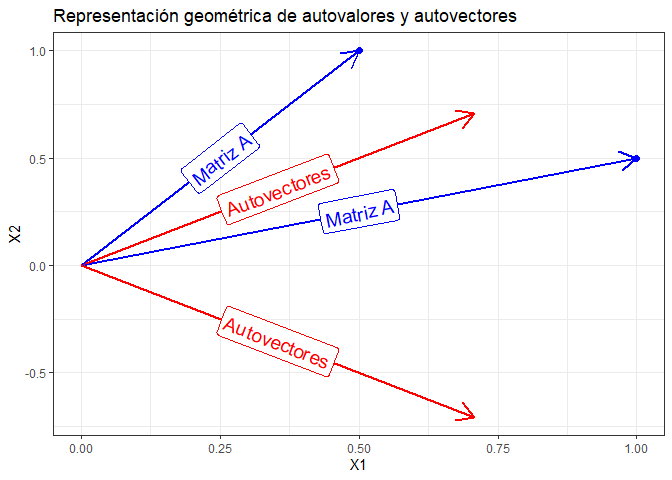 Representación geométrica de autovalores y autovectores
1.0
0.5
0.0
-0.5
X2
Matriz A
Autovectores
Matriz A
Autovectores
0.00 0.25 0.50 0.75 1.00
X1